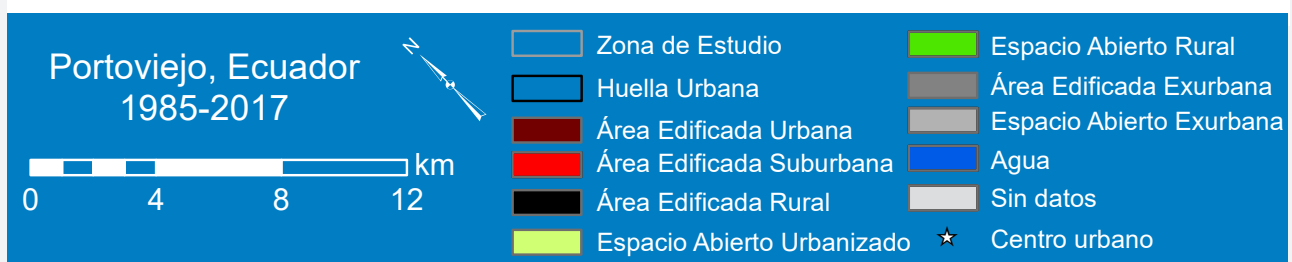 Portoviejo, Ecuador
1985-2017
N
km
0 4 8 12
Zona de Estudio
Huella Urbana
Área Edificada Urbana
Área Edificada Suburbana
Área Edificada Rural
Espacio Abierto Urbanizado
Espacio Abierto Rural
Área Edificada Exurbana
Espacio Abierto Exurbana
Agua
Sin datos
Centro urbano